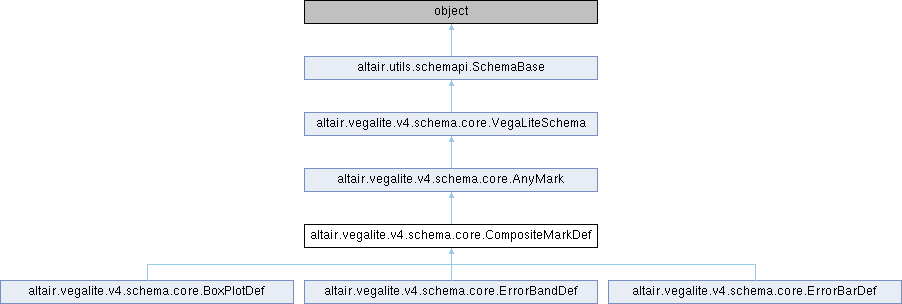 object
altair.utils.schemapi.SchemaBase
altair.vegalite.v4.schema.core.VegaLiteSchema
altair.vegalite.v4.schema.core.AnyMark
altair.vegalite.v4.schema.core.CompositeMarkDef
altair.vegalite.v4.schema.core.BoxPlotDef
altair.vegalite.v4.schema.core.ErrorBandDef
altair.vegalite.v4.schema.core.ErrorBarDef